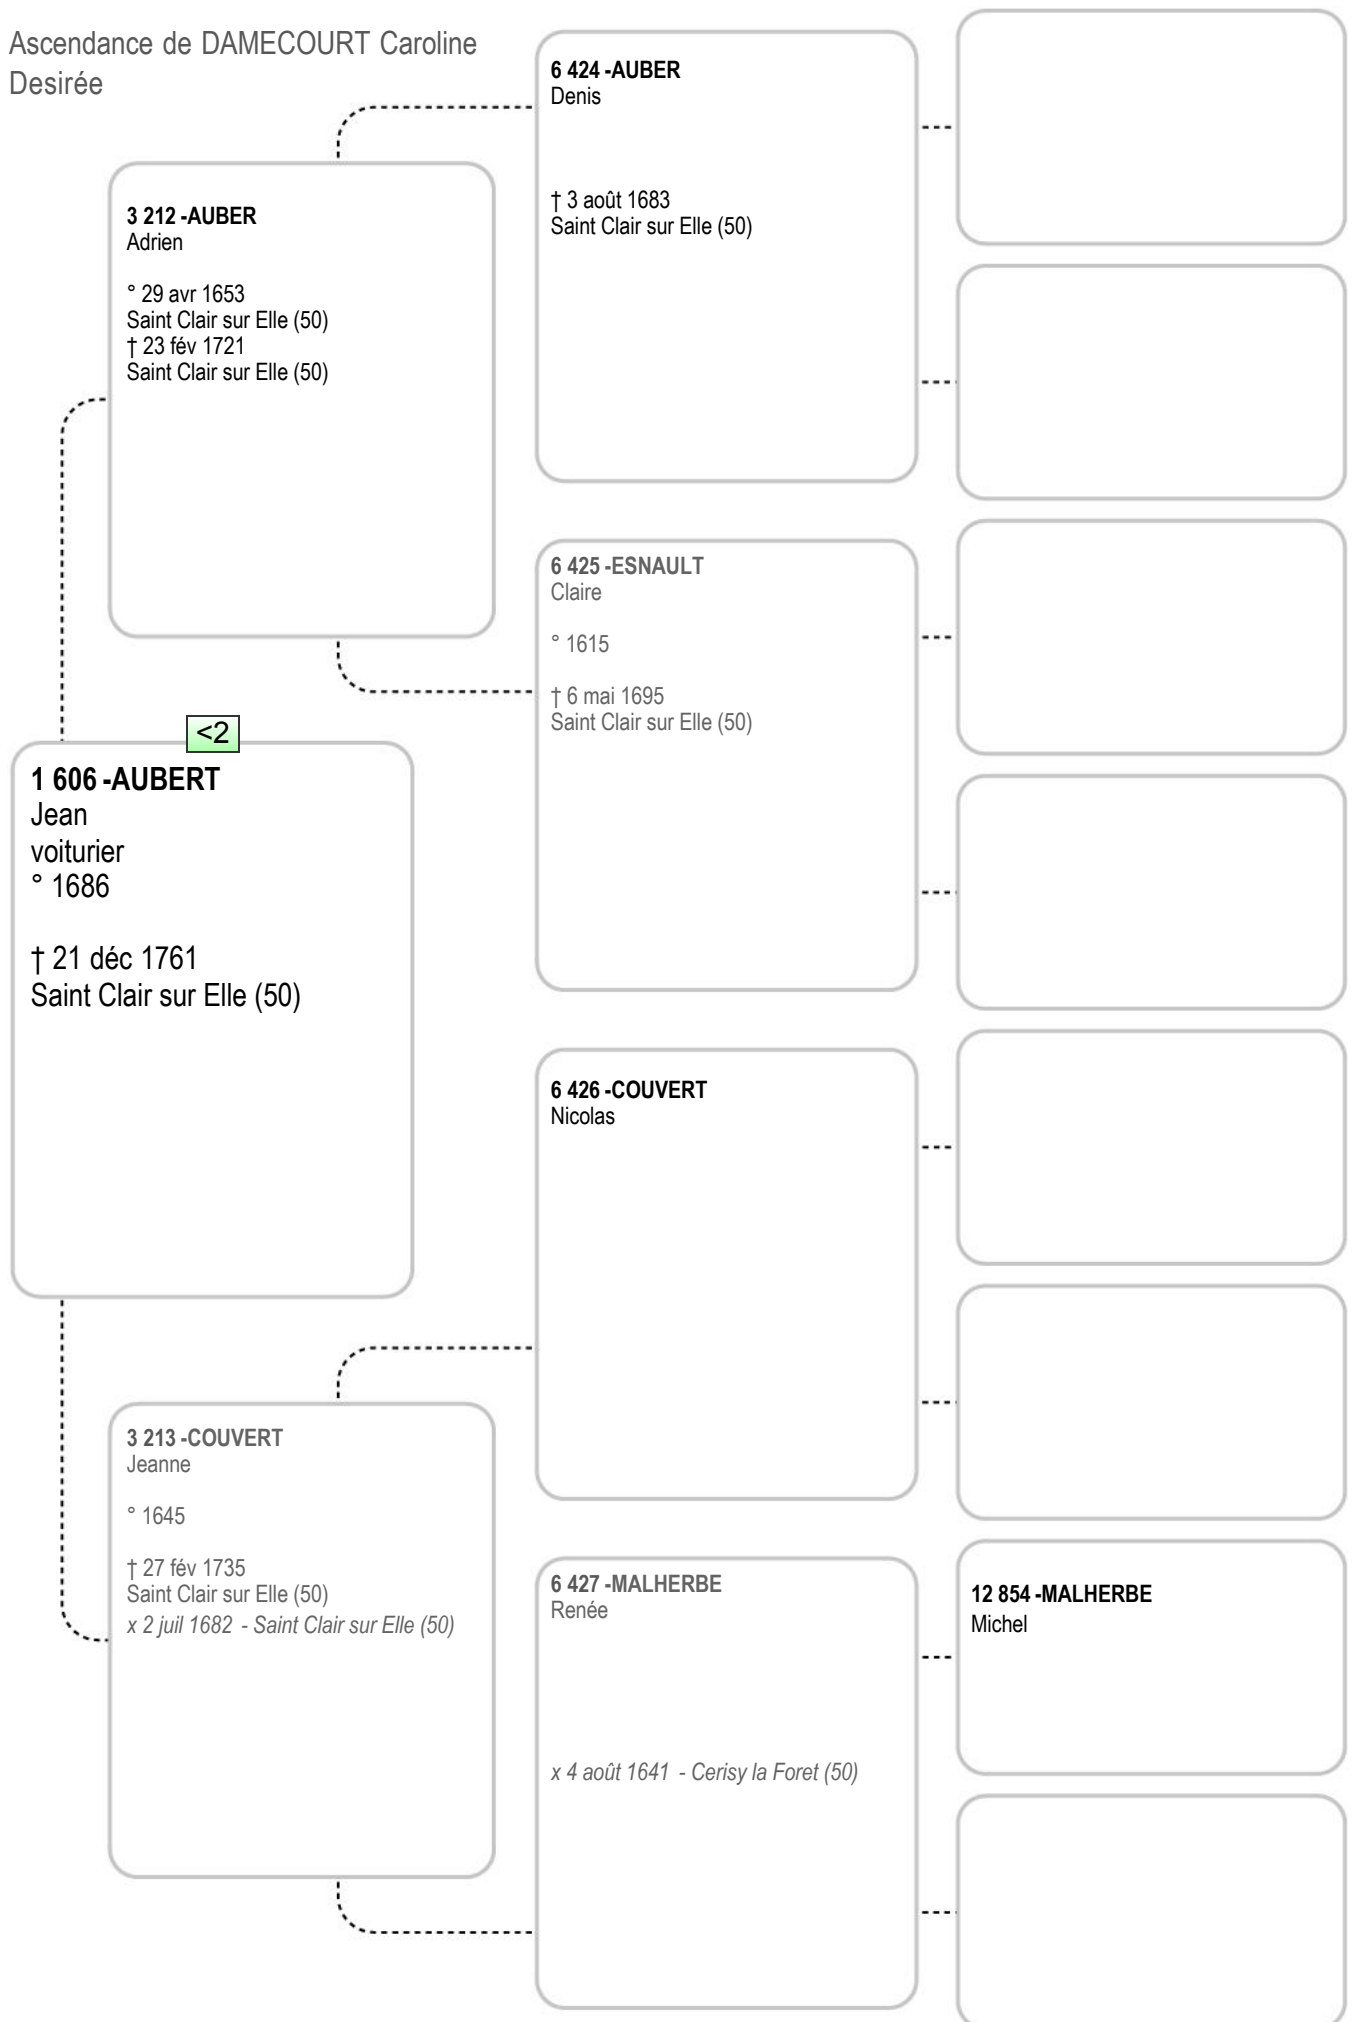 Ascendance de DAMECOURT Caroline
Desirée
6 424 -AUBER
Denis
† 3 août 1683
Saint Clair sur Elle (50)
3 212 -AUBER
Adrien
° 29 avr 1653
Saint Clair sur Elle (50)
† 23 fév 1721
Saint Clair sur Elle (50)
6 425 -ESNAULT
Claire
° 1615
† 6 mai 1695
Saint Clair sur Elle (50)
<2
1 606 -AUBERT
Jean
voiturier
° 1686
† 21 déc 1761
Saint Clair sur Elle (50)
6 426 -COUVERT
Nicolas
3 213 -COUVERT
Jeanne
° 1645
† 27 fév 1735
Saint Clair sur Elle (50)
x 2 juil 1682 - Saint Clair sur Elle (50)
6 427 -MALHERBE
Renée
x 4 août 1641 - Cerisy la Foret (50)
12 854 -MALHERBE
Michel